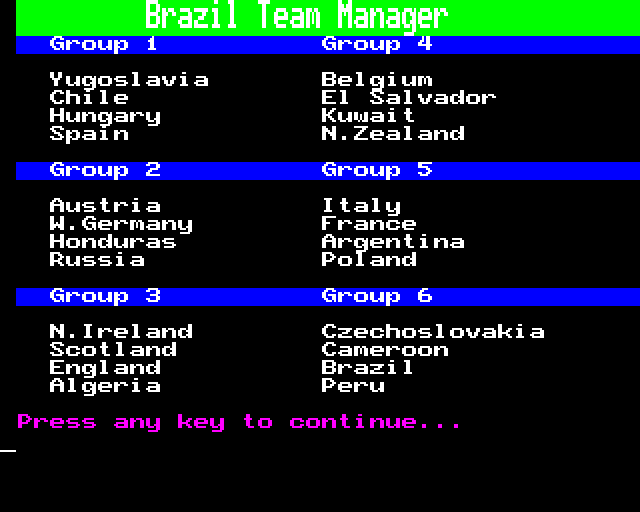 Brazil Team Manager
Group 1 Group 4
Yugoslavia Belgium
Chile El Salvador
Hungary Kuwait
Spain N.Zealand
Group 2 Group 5
Austria Italy
W.Germany France
Honduras Argentina
Russia Poland
Group 3 Group 6
N.Ireland Czechoslovakia
Scotland Cameroon
England Brazil
Algeria Peru
Press any key to continue...